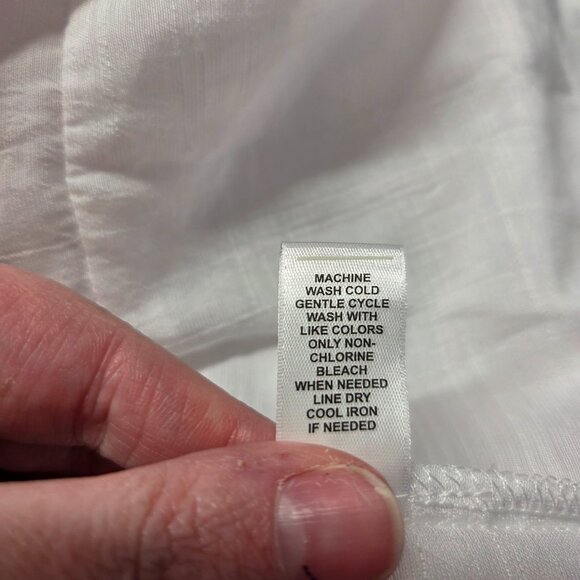 MACHINE
WASH COLD
GENTLE CYCLE
WASH WITH
LIKE COLORS
ONLY NON-
CHLORINE
BLEACH
WHEN NEEDED
LINE DRY
COOL IRON
IF NEEDED